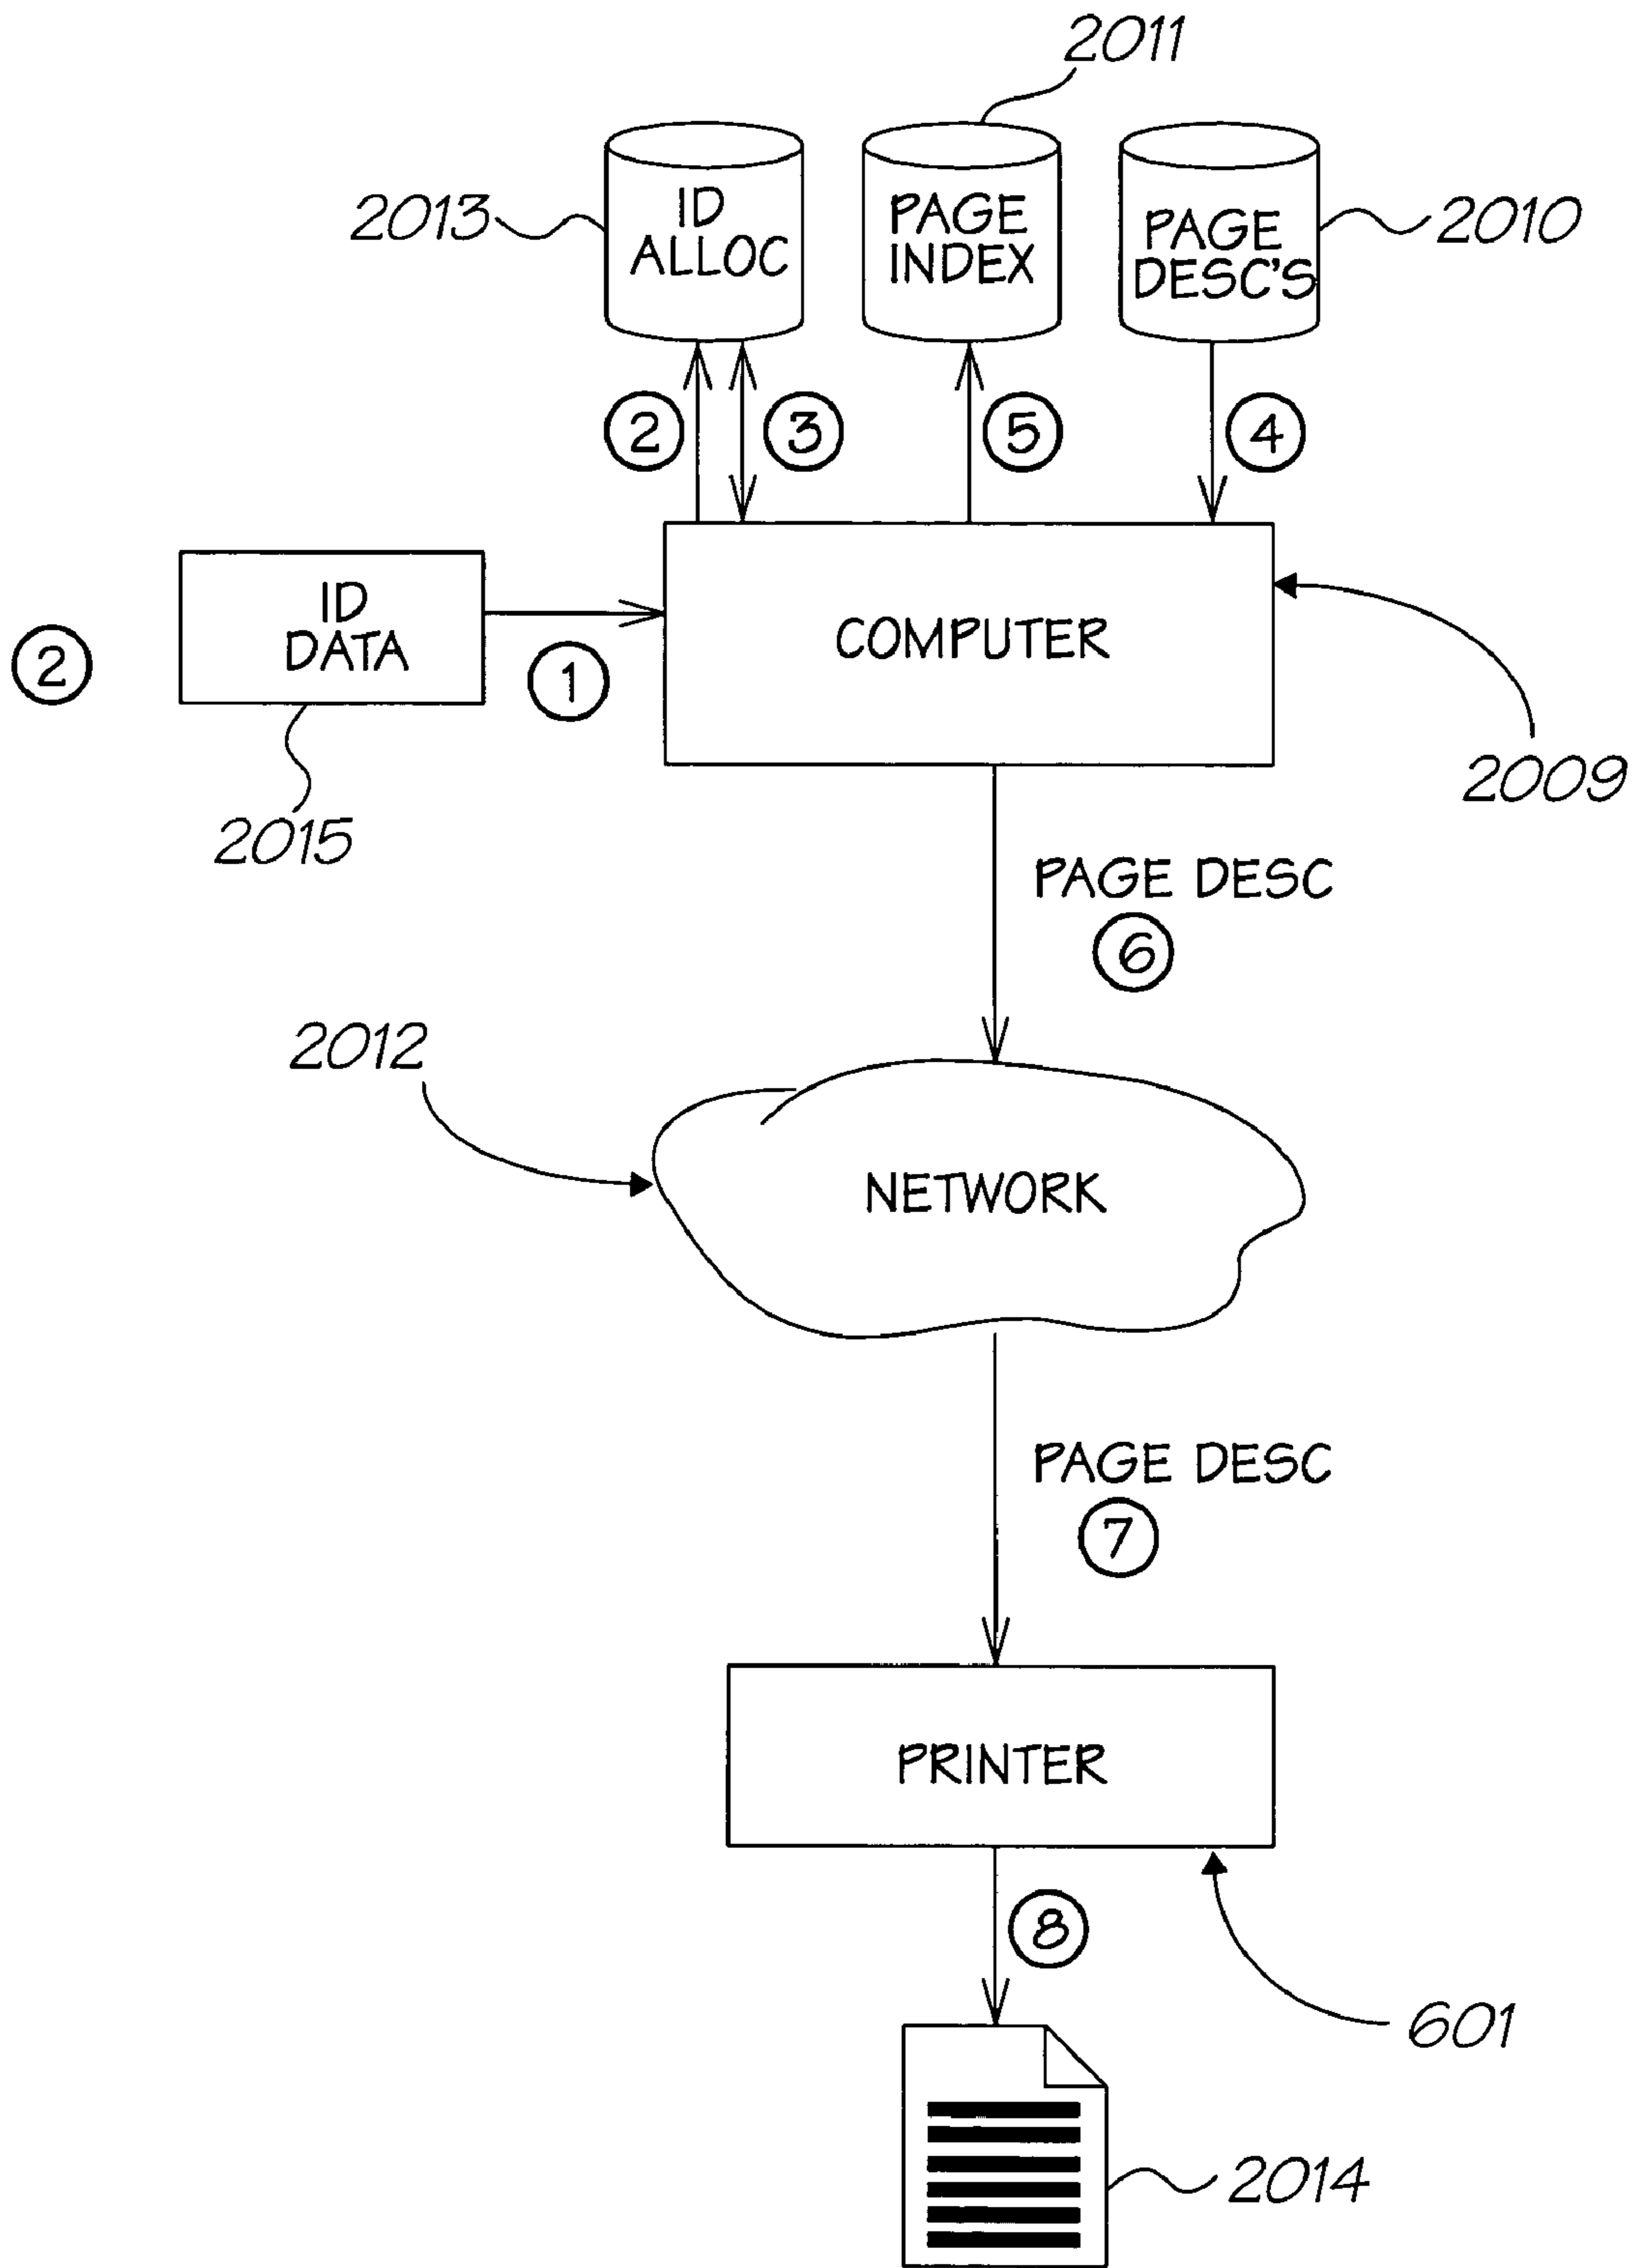 2011
2013
ID
ALLOC
PAGE
INDEX
PAGE
DESC'S
2010
2
3
5
4
ID
DATA
2
1
COMPUTER
2009
2015
PAGE DESC
6
2012
NETWORK
PAGE DESC
7
PRINTER
8
601
2014